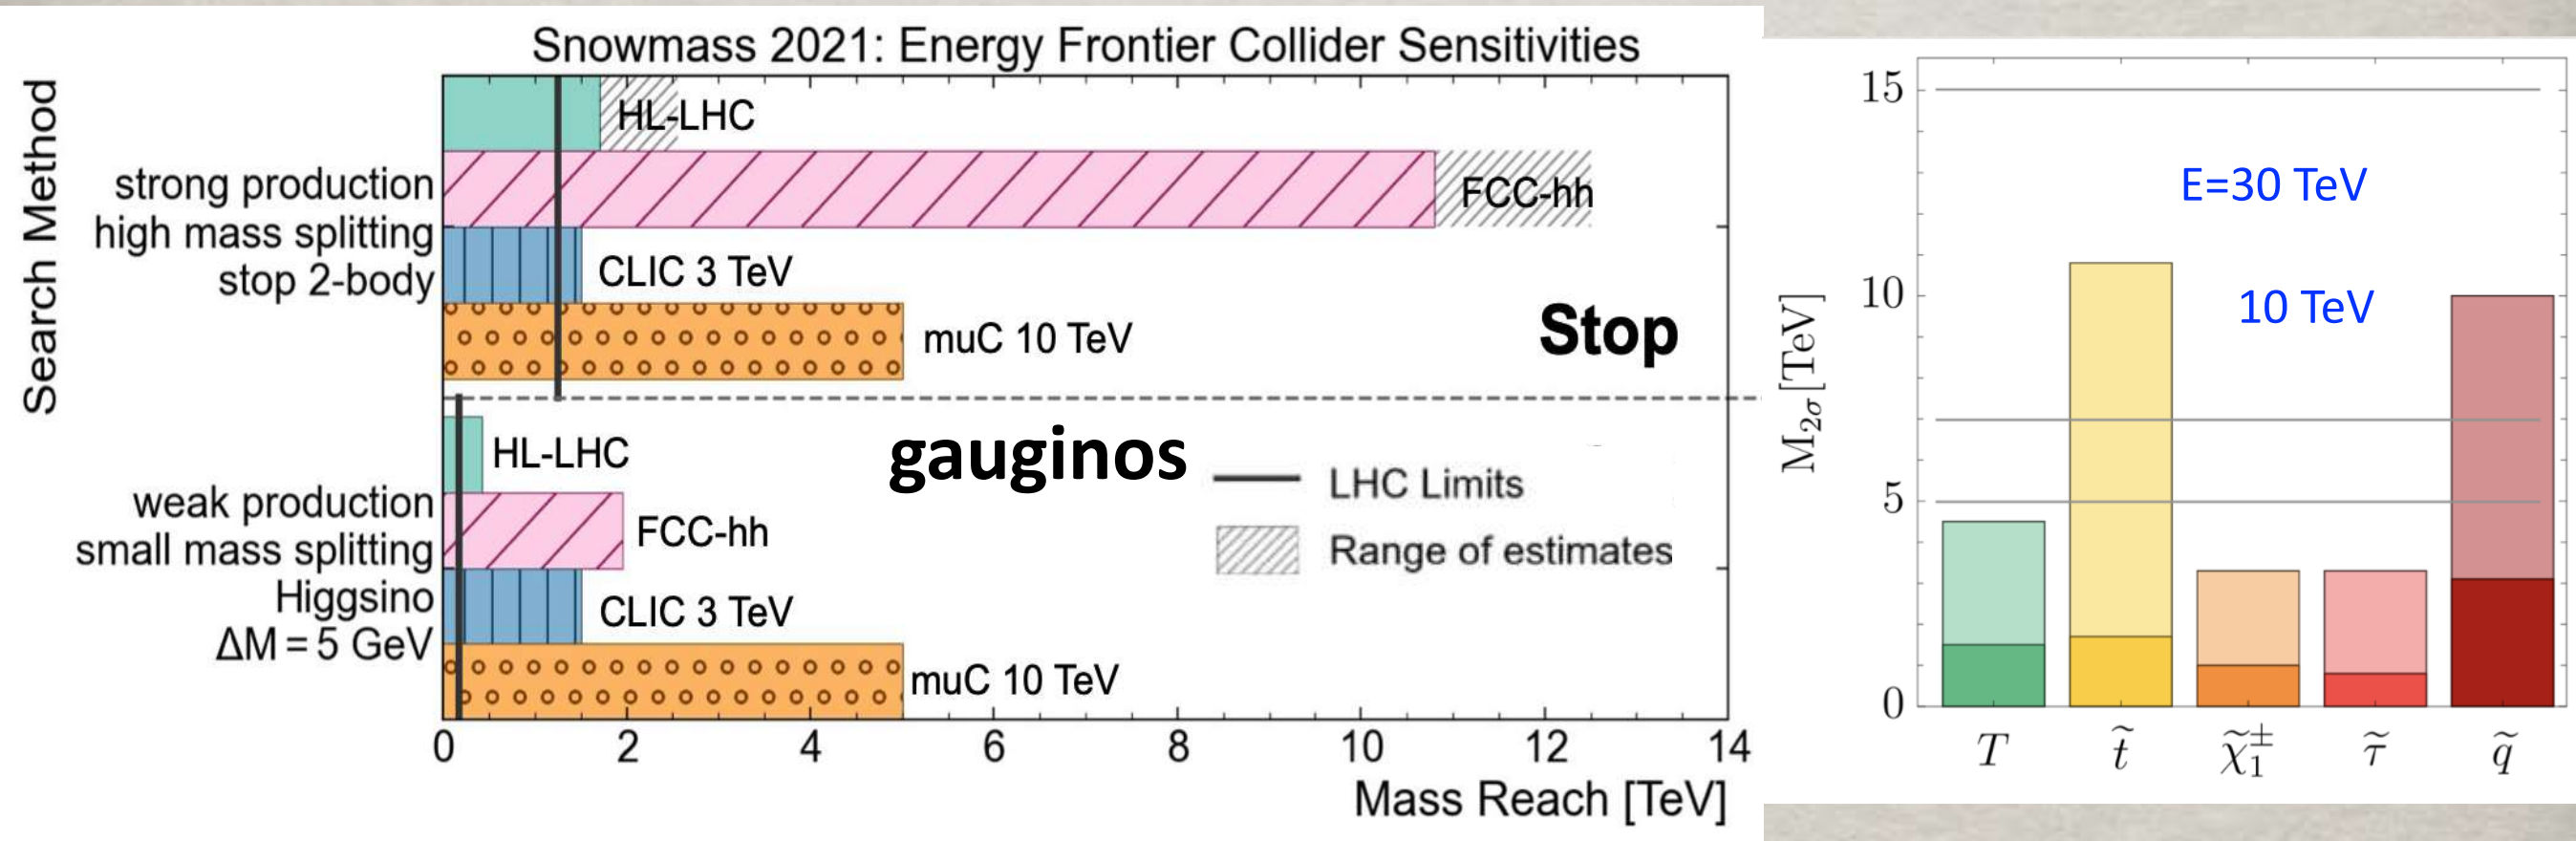 Snowmass 2021: Energy Frontier Collider Sensitivities
Search Method
HL-LHC
strong production
high mass splitting
stop 2-body
FCC-hh
CLIC 3 TeV
muC 10 TeV
Stop
HL-LHC
gauginos
weak production
small mass splitting
Higgsino
ΔM = 5 GeV
FCC-hh
CLIC 3 TeV
muC 10 TeV
LHC Limits
Range of estimates
0 2 4 6 8 10 12 14
Mass Reach [TeV]
M2σ [TeV]
15
10
5
0
E=30 TeV
10 TeV
T t̃ χ̃₁± τ̃ q̃